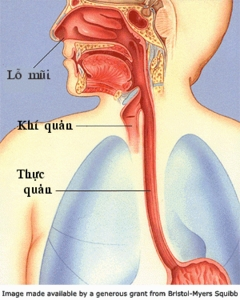 Lỗ mũi
Khí quản
Thực
quản
Image made available by a generous grant from Bristol-Myers Squibb